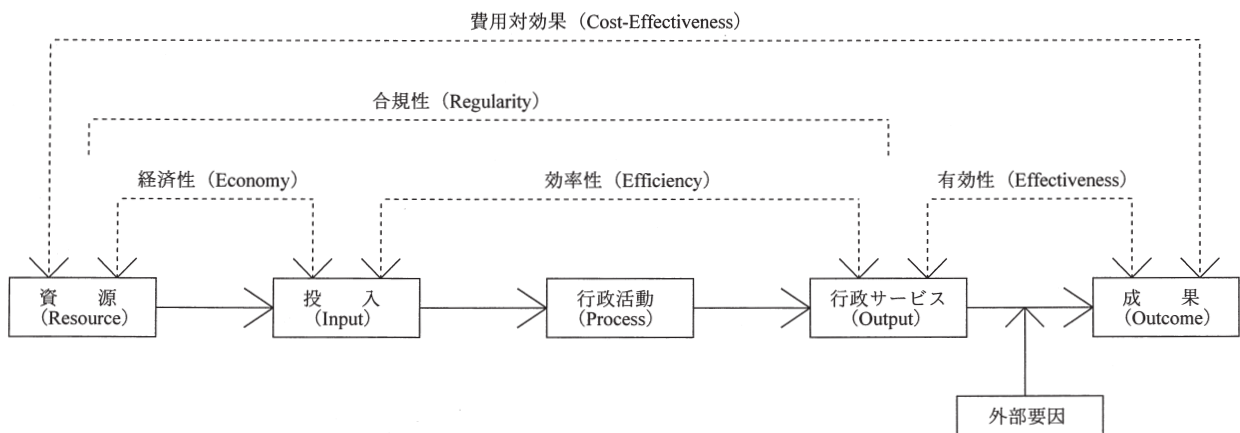 費用対効果（Cost-Effectiveness）
合規性（Regularity）
経済性（Economy）
効率性（Efficiency）
有効性（Effectiveness）
資　源
（Resource）
投　入
（Input）
行政活動
（Process）
行政サービス
（Output）
成　果
（Outcome）
外部要因